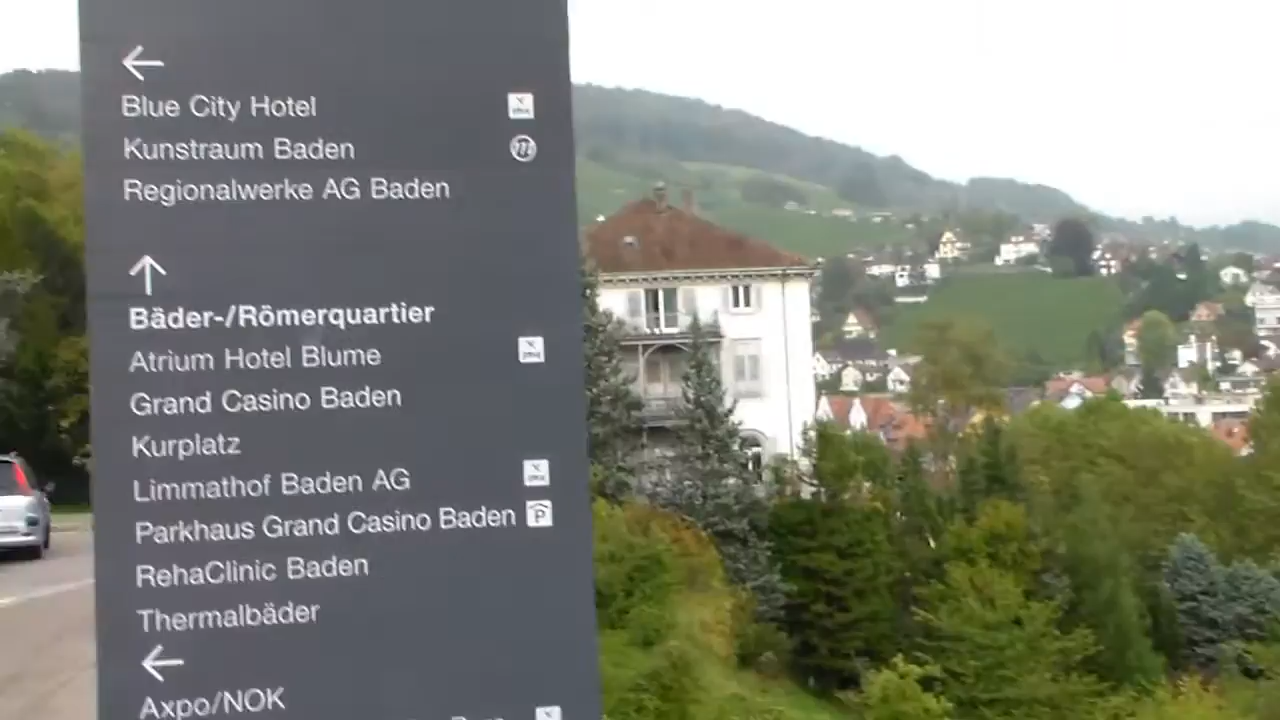 Blue City Hotel
Kunstraum Baden
Regionalwerke AG Baden
Bäder-/Römerquartier
Atrium Hotel Blume
Grand Casino Baden
Kurplatz
Limmathof Baden AG
Parkhaus Grand Casino Baden P
RehaClinic Baden
Thermalbäder
Axpo/NOK